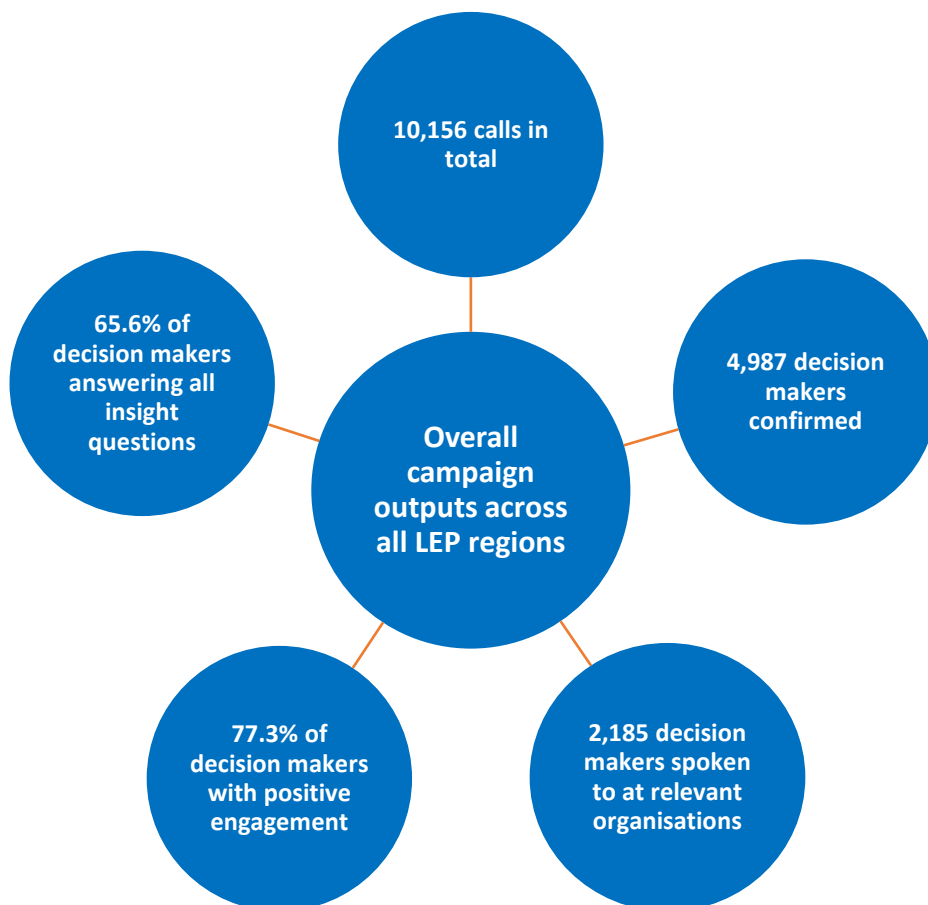 10,156 calls in
total
65.6% of
decision makers
answering all
insight
questions
4,987 decision
makers
confirmed
Overall
campaign
outputs across
all LEP regions
77.3% of
decision makers
with positive
engagement
2,185 decision
makers spoken
to at relevant
organisations